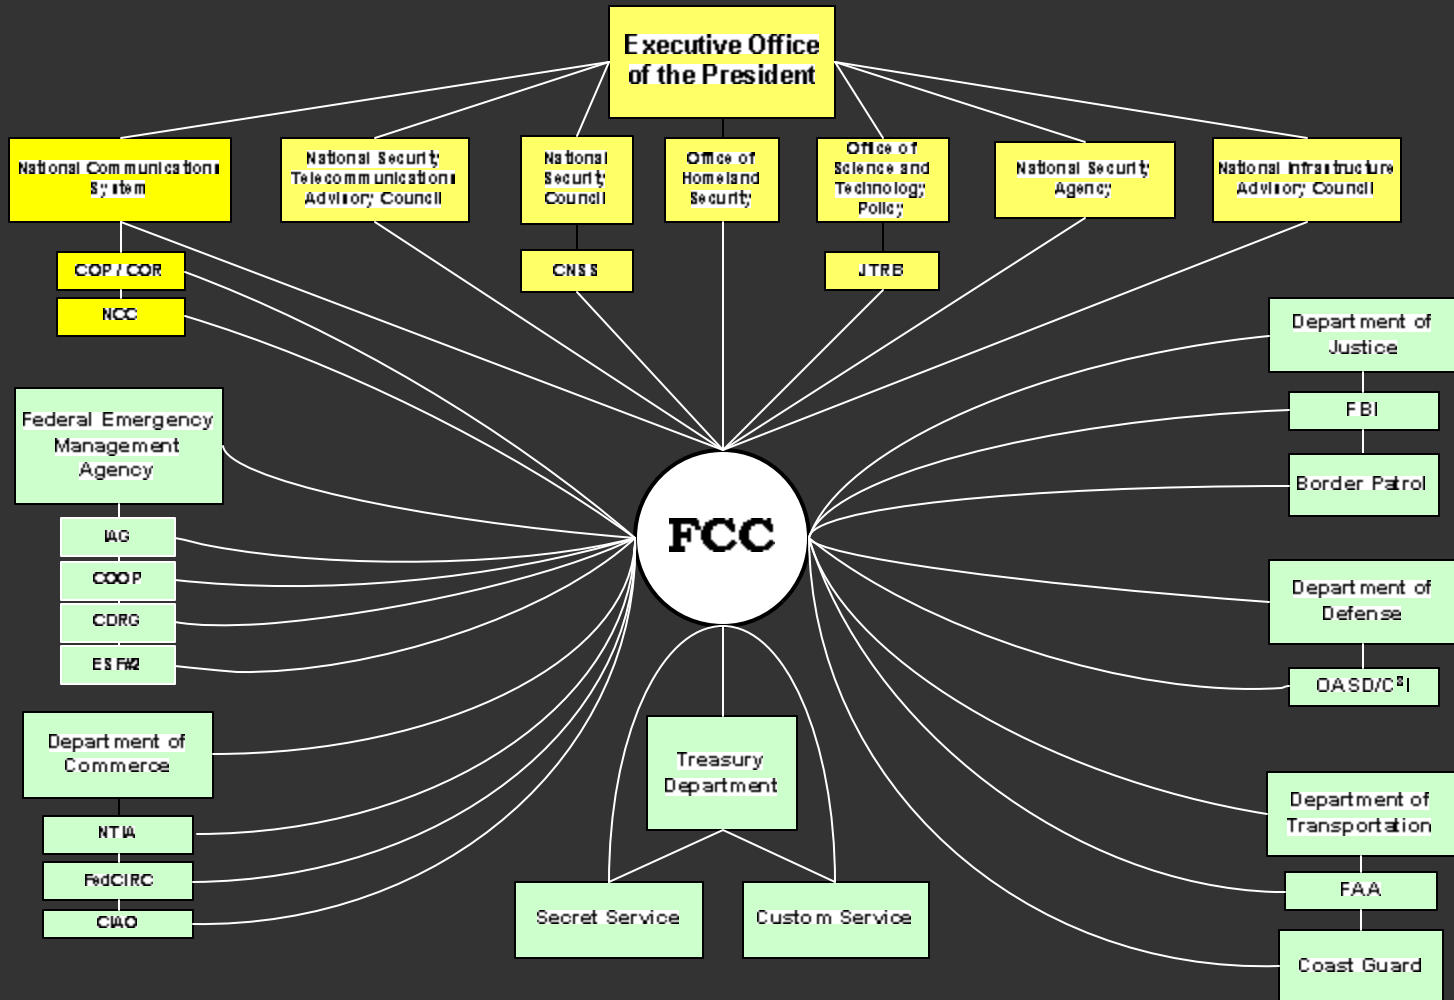 Executive Office
of the President
National Communications
System
National Security
Telecommunications
Advisory Council
National
Security
Council
Office of
Homeland
Security
Office of
Science and
Technology
Policy
National Security
Agency
National Infrastructure
Advisory Council
COP / COR
NCC
CNSS
JTRB
Department of
Justice
FBI
Border Patrol
Federal Emergency
Management
Agency
IAG
COOP
CDRG
ESF#2
FCC
Department of
Defense
OASD/C³I
Department of
Commerce
NTIA
FedCIRC
CIAO
Treasury
Department
Secret Service
Custom Service
Department of
Transportation
FAA
Coast Guard